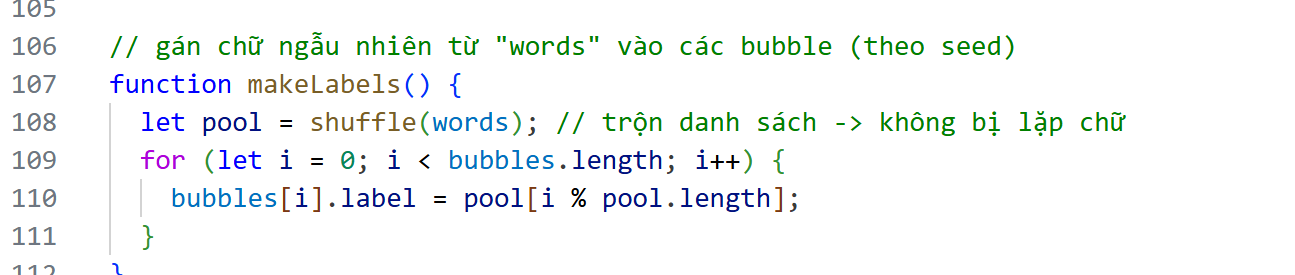 105
106 // gán chữ ngẫu nhiên từ "words" vào các bubble (theo seed)
107 function makeLabels() {
108 let pool = shuffle(words); // trộn danh sách -> không bị lặp chữ
109 for (let i = 0; i < bubbles.length; i++) {
110 bubbles[i].label = pool[i % pool.length];
111 }
112 }